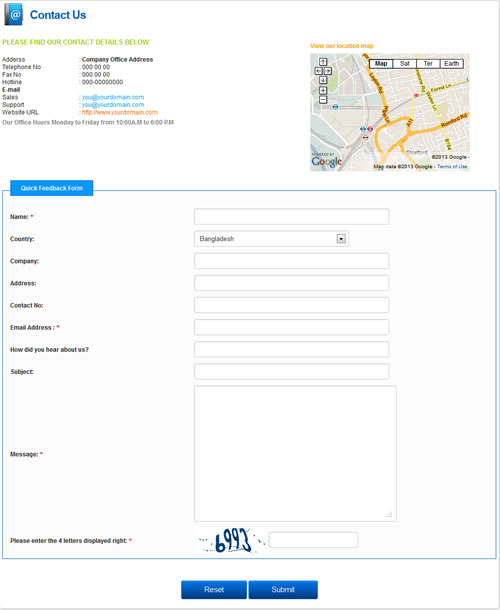 Contact Us
PLEASE FIND OUR CONTACT DETAILS BELOW
Adderss : Company Office Address
Telephone No : 000 00 00
Fax No : 000 00 00
Hotline : 000-00000000
E-mail
Sales : you@yourdomain.com
Support : you@yourdomain.com
Website URL : http://www.yourdomain.com
Our Office Hours Monday to Friday from 10:00A.M to 6:00 P.M
View our location map
Map Sat Ter Earth
Leyton Rd
Forest Ln
Romford Rd
Stratford
A11
POWERED BY
Google
©2013 Google -
Map data ©2013 Google - Terms of Use
Quick Feedback Form
Name: *
Country: Bangladesh
Company:
Address:
Contact No:
Email Address : *
How did you hear about us?
Subject:
Message: *
Please enter the 4 letters displayed right: * 6993
Reset Submit